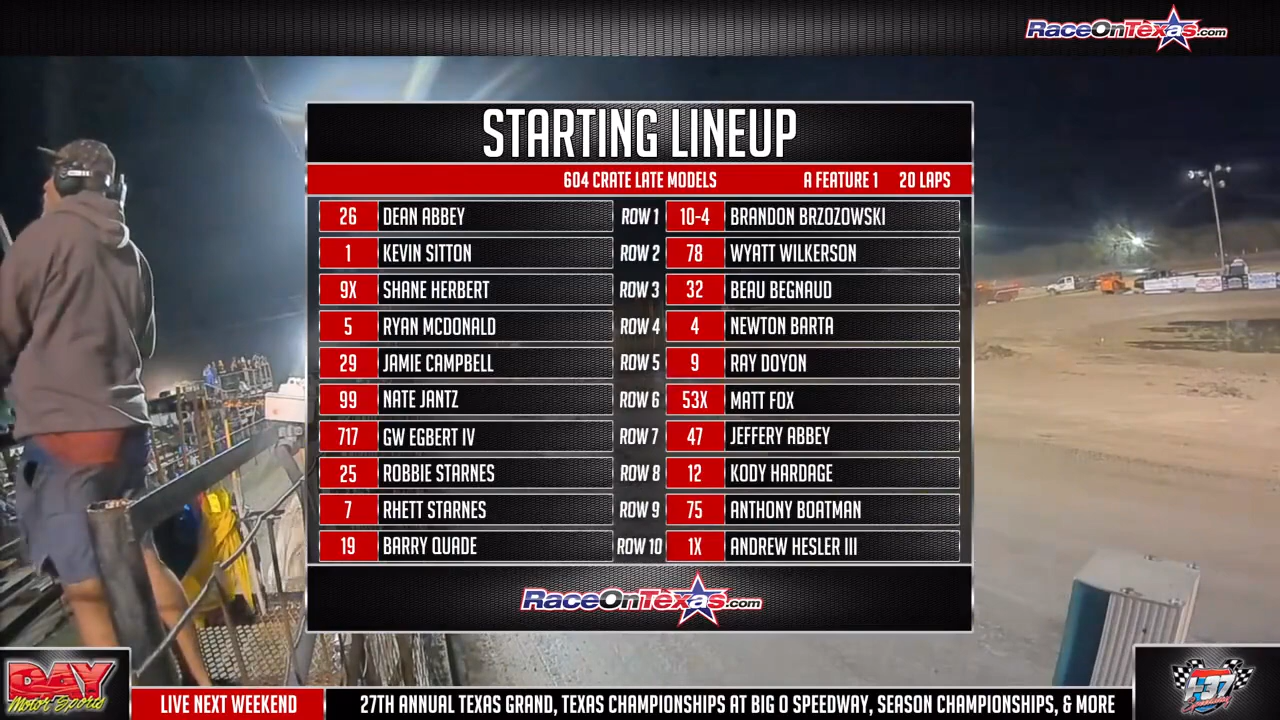 RaceOnTexas.com
STARTING LINEUP
604 CRATE LATE MODELS A FEATURE 1 20 LAPS
26 DEAN ABBEY ROW 1 10-4 BRANDON BRZOZOWSKI
1 KEVIN SITTON ROW 2 78 WYATT WILKERSON
9X SHANE HERBERT ROW 3 32 BEAU BEGNAUD
5 RYAN MCDONALD ROW 4 4 NEWTON BARTA
29 JAMIE CAMPBELL ROW 5 9 RAY DOYON
99 NATE JANTZ ROW 6 53X MATT FOX
717 GW EGBERT IV ROW 7 47 JEFFERY ABBEY
25 ROBBIE STARNES ROW 8 12 KODY HARDAGE
7 RHETT STARNES ROW 9 75 ANTHONY BOATMAN
19 BARRY QUADE ROW 10 1X ANDREW HESLER III
RaceOnTexas.com
DAY
Motor Sports
LIVE NEXT WEEKEND 27TH ANNUAL TEXAS GRAND, TEXAS CHAMPIONSHIPS AT BIG O SPEEDWAY, SEASON CHAMPIONSHIPS, & MORE